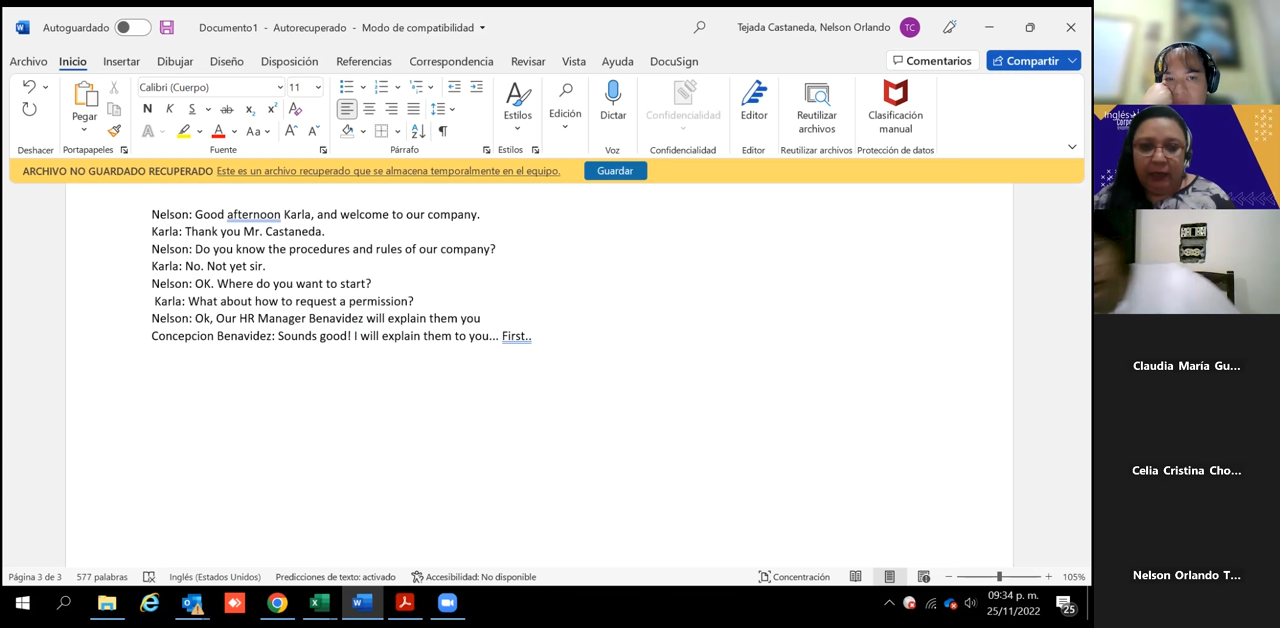 Autoguardado
Documento1 - Autorecuperado - Modo de compatibilidad
Tejada Castaneda, Nelson Orlando
TC
Archivo Inicio Insertar Dibujar Diseño Disposición Referencias Correspondencia Revisar Vista Ayuda DocuSign
Comentarios
Compartir
Pegar
Calibri (Cuerpo) 11
N K S ab x₂ x²
A A Aa A A
Estilos
Edición
Dictar
Confidencialidad
Editor
Reutilizar archivos
Clasificación manual
Deshacer Portapapeles Fuente Párrafo Estilos Voz Confidencialidad Editor Reutilizar archivos Protección de datos
ARCHIVO NO GUARDADO RECUPERADO Este es un archivo recuperado que se almacena temporalmente en el equipo. Guardar
Nelson: Good afternoon Karla, and welcome to our company.
Karla: Thank you Mr. Castaneda.
Nelson: Do you know the procedures and rules of our company?
Karla: No. Not yet sir.
Nelson: OK. Where do you want to start?
Karla: What about how to request a permission?
Nelson: Ok, Our HR Manager Benavidez will explain them you
Concepcion Benavidez: Sounds good! I will explain them to you... First..
Página 3 de 3 577 palabras Inglés (Estados Unidos) Predicciones de texto: activado Accesibilidad: No disponible Concentración 105%
09:34 p. m.
25/11/2022
25
Claudia María Gu...
Celia Cristina Cho...
Nelson Orlando T...